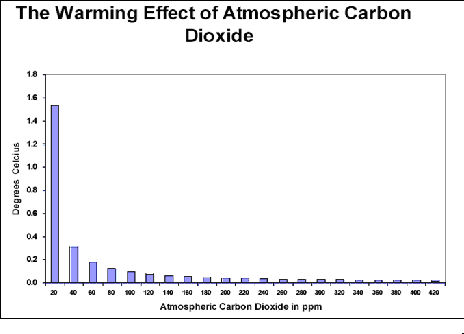 The Warming Effect of Atmospheric Carbon
Dioxide
1.8
1.6
1.4
1.2
1.0
0.8
0.6
0.4
0.2
0.0
Degrees Celcius
20 40 60 80 100 120 140 160 180 200 220 240 260 280 300 320 340 360 380 400 420
Atmospheric Carbon Dioxide in ppm